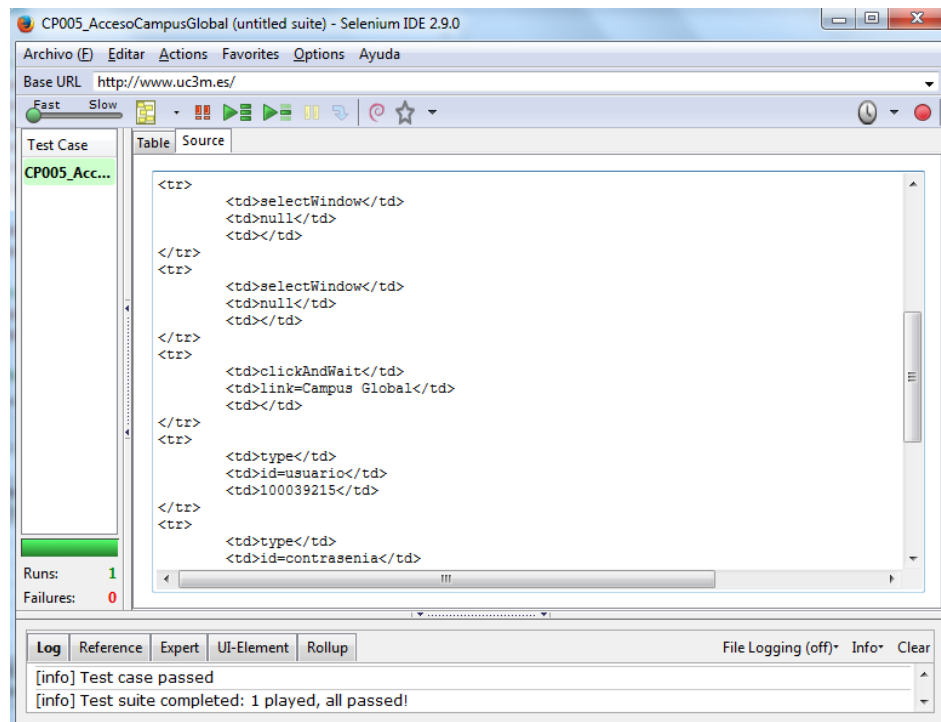 CP005_AccesoCampusGlobal (untitled suite) - Selenium IDE 2.9.0
Archivo (F) Editar Actions Favorites Options Ayuda
Base URL http://www.uc3m.es/
Fast Slow
Test Case
Table Source
CP005_Acc...
<tr>
<td>selectWindow</td>
<td>null</td>
<td></td>
</tr>
<tr>
<td>selectWindow</td>
<td>null</td>
<td></td>
</tr>
<tr>
<td>clickAndWait</td>
<td>link=Campus Global</td>
<td></td>
</tr>
<tr>
<td>type</td>
<td>id=usuario</td>
<td>100039215</td>
</tr>
<tr>
<td>type</td>
<td>id=contrasenia</td>
Runs: 1
Failures: 0
Log Reference Expert UI-Element Rollup File Logging (off) Info Clear
[info] Test case passed
[info] Test suite completed: 1 played, all passed!